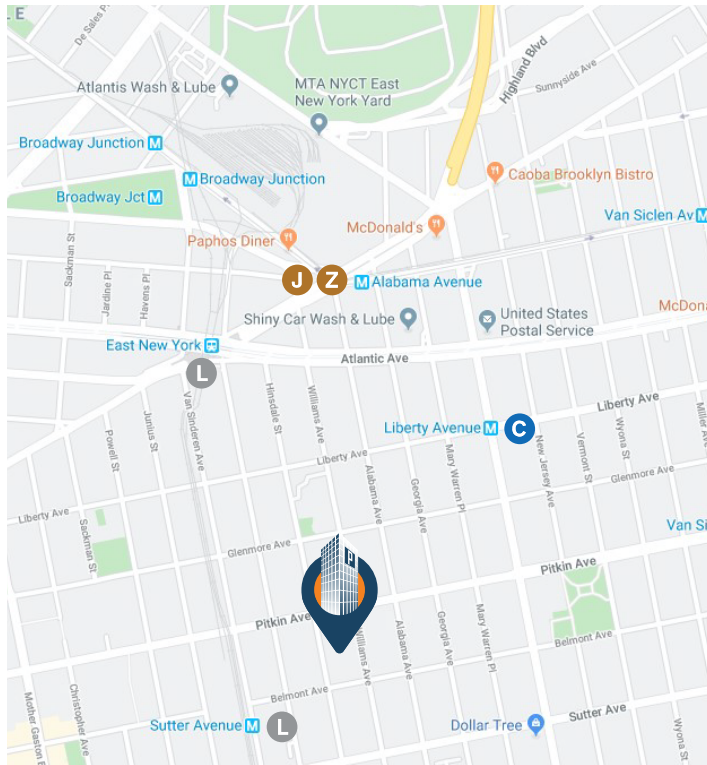 L E
De Sales Pl
Highland Blvd
Sunnyside Ave
Atlantis Wash & Lube
MTA NYCT East
New York Yard
Broadway Junction M
M Broadway Junction
Caoba Brooklyn Bistro
Broadway Jct M
Van Siclen Av M
McDonald's
Paphos Diner
Sackman St
Jardine Pl
Havens Pl
J Z M Alabama Avenue
McDona
Shiny Car Wash & Lube
United States
Postal Service
East New York
Atlantic Ave
L
Van Sinderen Ave
Hinsdale St
Williams Ave
Liberty Ave
Miller Ave
Junius St
Powell St
Liberty Avenue M C
Wyona St
Vermont St
New Jersey Ave
Mary Warren Pl
Liberty Ave
Alabama Ave
Georgia Ave
Glenmore Ave
Liberty Ave
Sackman St
Van Si
Glenmore Ave
P
Pitkin Ave
Pitkin Ave
Williams Ave
Alabama Ave
Georgia Ave
Mary Warren Pl
Belmont Ave
Belmont Ave
Mother Gaston B
Christopher Ave
Sutter Avenue M L
Dollar Tree
Sutter Ave
Wyona St